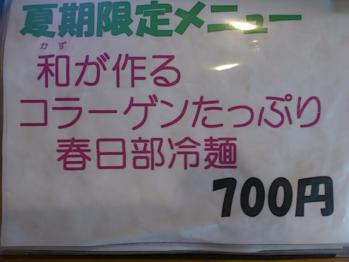 夏期限定メニュー
かず
和が作る
コラーゲンたっぷり
春日部冷麺
700円